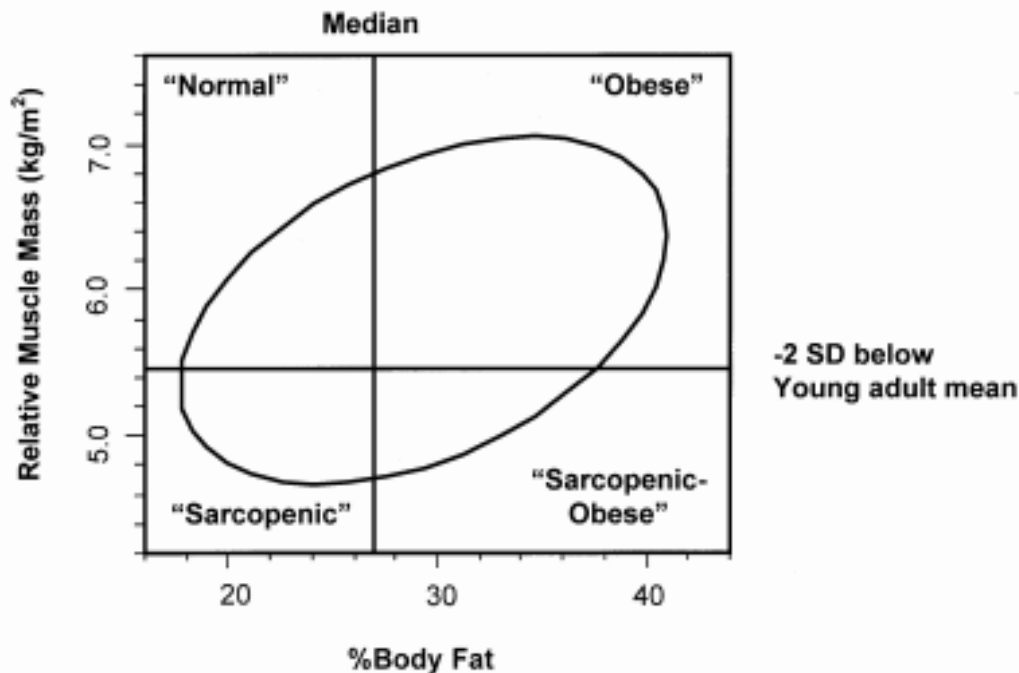 Median
“Normal”
“Obese”
Relative Muscle Mass (kg/m²)
7.0
6.0
5.0
-2 SD below
Young adult mean
“Sarcopenic”
“Sarcopenic-
Obese”
20
30
40
%Body Fat